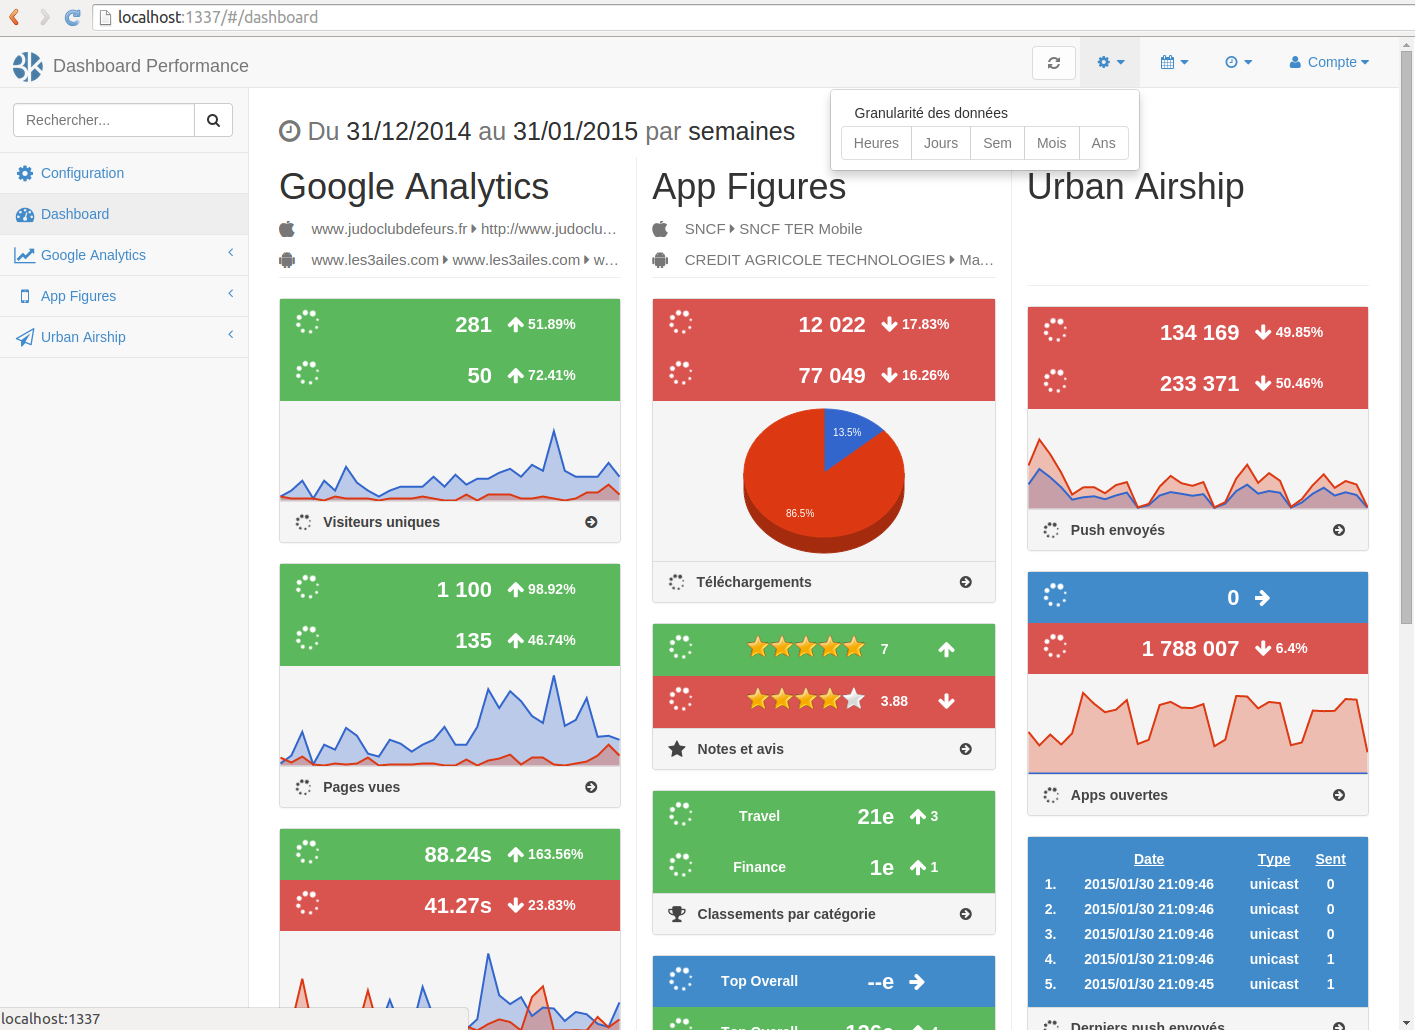 localhost:1337/#/dashboard
3K Dashboard Performance
Compte
Granularité des données
Heures Jours Sem Mois Ans
Rechercher...
Configuration
Dashboard
Google Analytics
App Figures
Urban Airship
Du 31/12/2014 au 31/01/2015 par semaines
Google Analytics
www.judoclubdefeurs.fr http://www.judoclu...
www.les3ailes.com www.les3ailes.com w...
281 51.89%
50 72.41%
Visiteurs uniques
1 100 98.92%
135 46.74%
Pages vues
88.24s 163.56%
41.27s 23.83%
App Figures
SNCF SNCF TER Mobile
CREDIT AGRICOLE TECHNOLOGIES Ma...
12 022 17.83%
77 049 16.26%
13.5%
86.5%
Téléchargements
7
3.88
Notes et avis
Travel 21e 3
Finance 1e 1
Classements par catégorie
Top Overall --e
Top Overall
Urban Airship
134 169 49.85%
233 371 50.46%
Push envoyés
0
1 788 007 6.4%
Apps ouvertes
Date Type Sent
1. 2015/01/30 21:09:46 unicast 0
2. 2015/01/30 21:09:46 unicast 0
3. 2015/01/30 21:09:46 unicast 0
4. 2015/01/30 21:09:46 unicast 1
5. 2015/01/30 21:09:45 unicast 1
Derniers push envoyés
localhost:1337